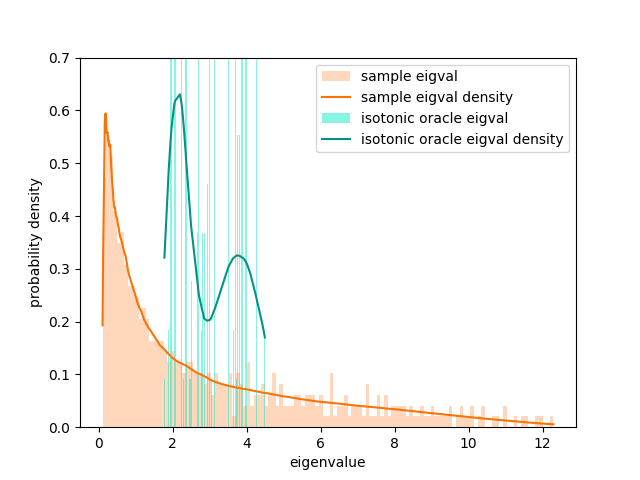 sample eigval
sample eigval density
isotonic oracle eigval
isotonic oracle eigval density
probability density
0.7
0.6
0.5
0.4
0.3
0.2
0.1
0.0
0 2 4 6 8 10 12
eigenvalue